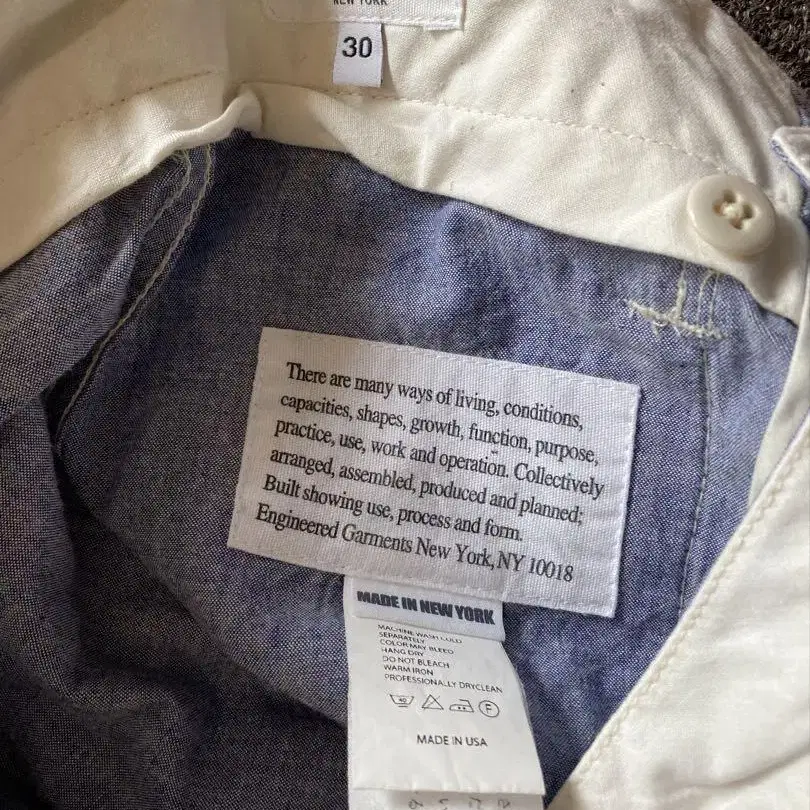 NEW YORK
30
There are many ways of living, conditions,
capacities, shapes, growth, function, purpose,
practice, use, work and operation. Collectively
arranged, assembled, produced and planned;
Built showing use, process and form.
Engineered Garments New York, NY 10018
MADE IN NEW YORK
MACHINE WASH COLD
SEPARATELY
COLOR MAY BLEED
HANG DRY
DO NOT BLEACH
WARM IRON
PROFESSIONALLY DRYCLEAN
40
F
MADE IN USA